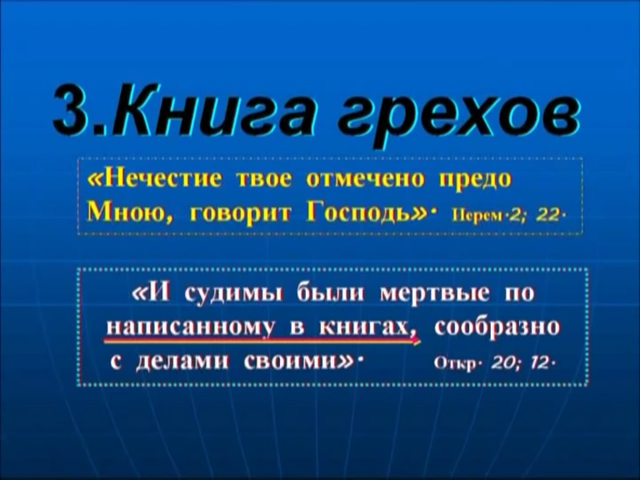 3.Книга грехов
«Нечестие твое отмечено предо
Мною, говорит Господь». Иерем.2; 22.
«И судимы были мертвые по
написанному в книгах, сообразно
с делами своими». Откр. 20; 12.